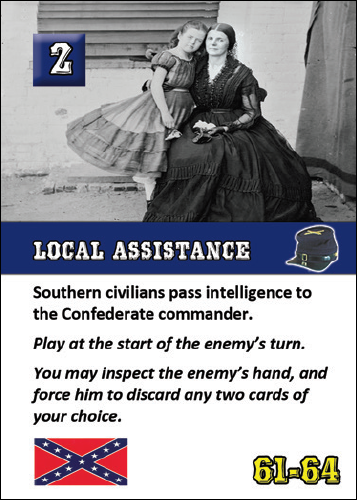 2
LOCAL ASSISTANCE
Southern civilians pass intelligence to
the Confederate commander.
Play at the start of the enemy's turn.
You may inspect the enemy's hand, and
force him to discard any two cards of
your choice.
61-64